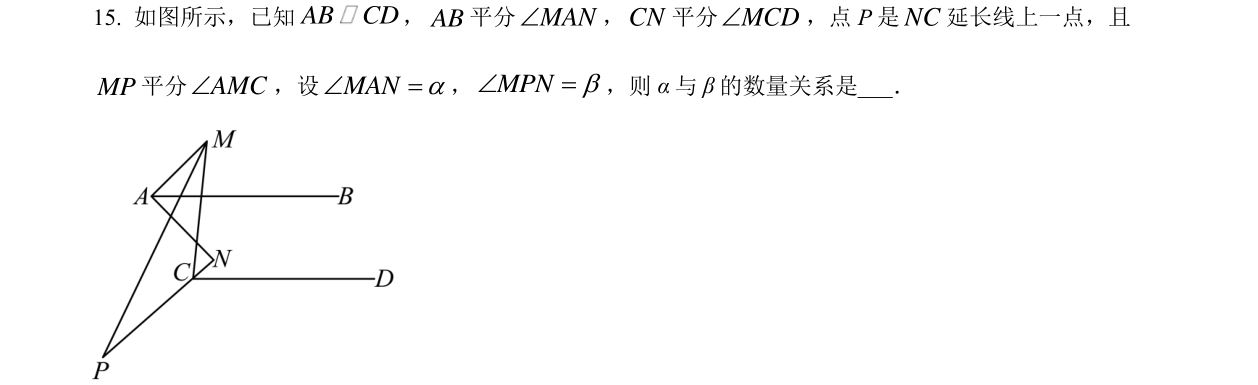 15. 如图所示，已知 AB▱CD，AB 平分∠MAN，CN 平分∠MCD，点 P 是 NC 延长线上一点，且
MP 平分∠AMC，设∠MAN = α，∠MPN = β，则 α 与 β 的数量关系是___．
M
A
B
N
C
D
P